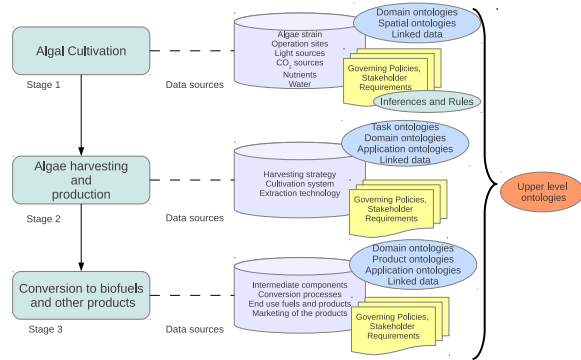 Algal Cultivation
Stage 1
Data sources
Algae strain
Operation sites
Light sources
CO2 sources
Nutrients
Water
Domain ontologies
Spatial ontologies
Linked data
Governing Policies,
Stakeholder
Requirements
Inferences and Rules
Algae harvesting
and
production
Stage 2
Data sources
Harvesting strategy
Cultivation system
Extraction technology
Task ontologies
Domain ontologies
Application ontologies
Linked data
Governing Policies,
Stakeholder
Requirements
Upper level
ontologies
Conversion to biofuels
and other products
Stage 3
Data sources
Intermediate components
Conversion processes
End use fuels and products
Marketing of the products
Domain ontologies
Product ontologies
Application ontologies
Linked data
Governing Policies,
Stakeholder
Requirements